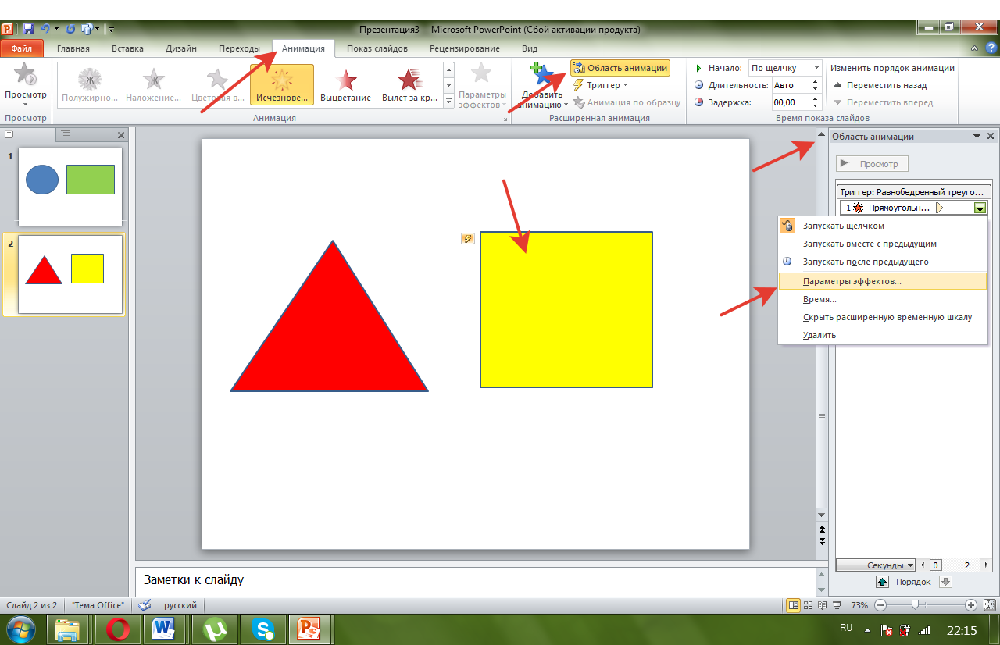 Презентация3 - Microsoft PowerPoint (Сбой активации продукта)
Файл Главная Вставка Дизайн Переходы Анимация Показ слайдов Рецензирование Вид
Просмотр
Полужирно... Наложение... Цветовая в... Исчезнове... Выцветание Вылет за кр...
Параметры эффектов
Добавить анимацию
Область анимации
Триггер
Анимация по образцу
Начало: По щелчку
Длительность: Авто
Задержка: 00,00
Изменить порядок анимации
Переместить назад
Переместить вперед
Просмотр Анимация Расширенная анимация Время показа слайдов
1
2
Область анимации
Просмотр
Триггер: Равнобедренный треуго...
1 Прямоугольн...
Запускать щелчком
Запускать вместе с предыдущим
Запускать после предыдущего
Параметры эффектов...
Время...
Скрыть расширенную временную шкалу
Удалить
Секунды 0 2
Порядок
Заметки к слайду
Слайд 2 из 2 "Тема Office" русский 73%
RU 22:15